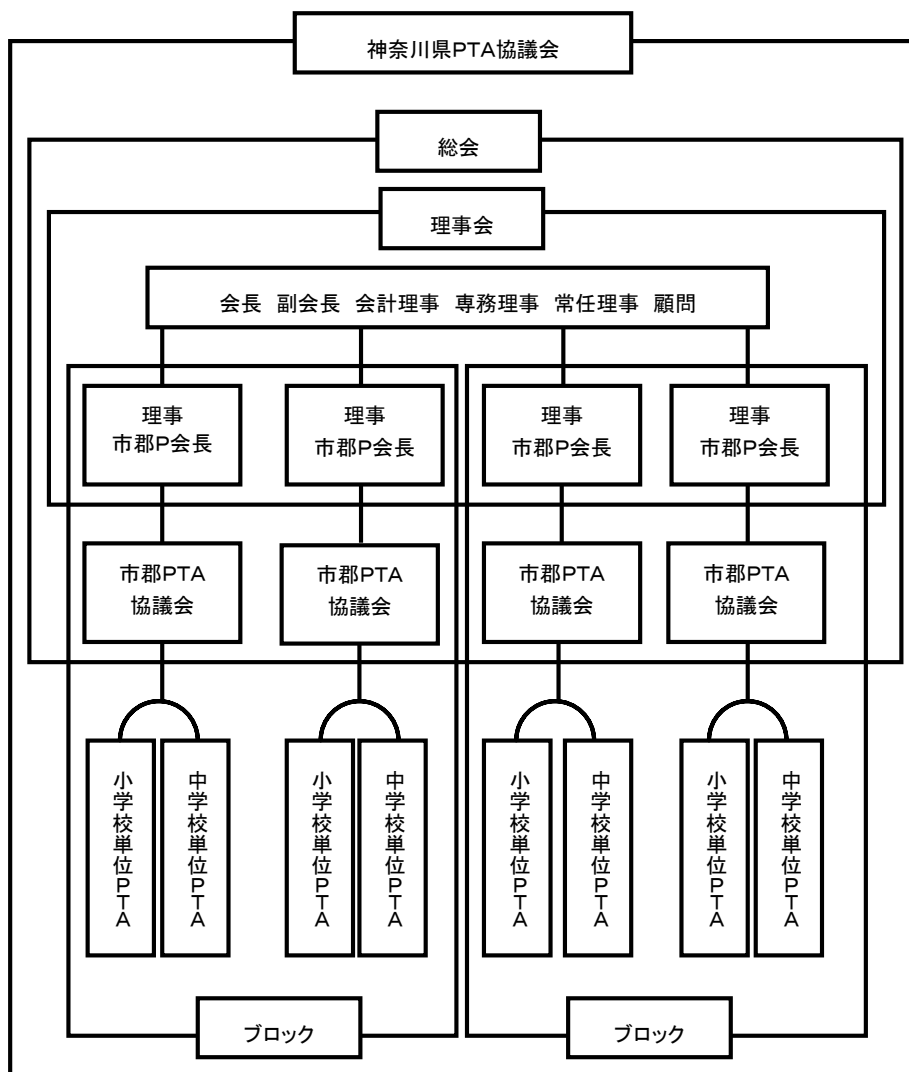 神奈川県PTA協議会
総会
理事会
会長 副会長 会計理事 専務理事 常任理事 顧問
理事
市郡P会長
理事
市郡P会長
理事
市郡P会長
理事
市郡P会長
市郡PTA
協議会
市郡PTA
協議会
市郡PTA
協議会
市郡PTA
協議会
小学校単位PTA
中学校単位PTA
小学校単位PTA
中学校単位PTA
小学校単位PTA
中学校単位PTA
小学校単位PTA
中学校単位PTA
ブロック
ブロック